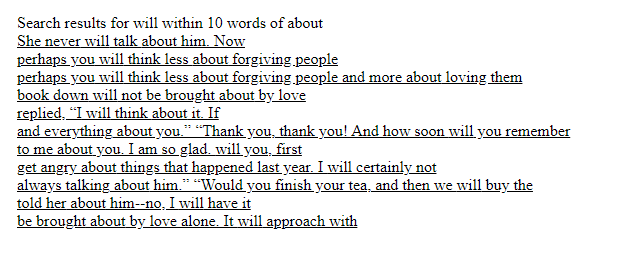 Search results for will within 10 words of about
She never will talk about him. Now
perhaps you will think less about forgiving people
perhaps you will think less about forgiving people and more about loving them
book down will not be brought about by love
replied, “I will think about it. If
and everything about you.” “Thank you, thank you! And how soon will you remember
to me about you. I am so glad. will you, first
get angry about things that happened last year. I will certainly not
always talking about him.” “Would you finish your tea, and then we will buy the
told her about him--no, I will have it
be brought about by love alone. It will approach with